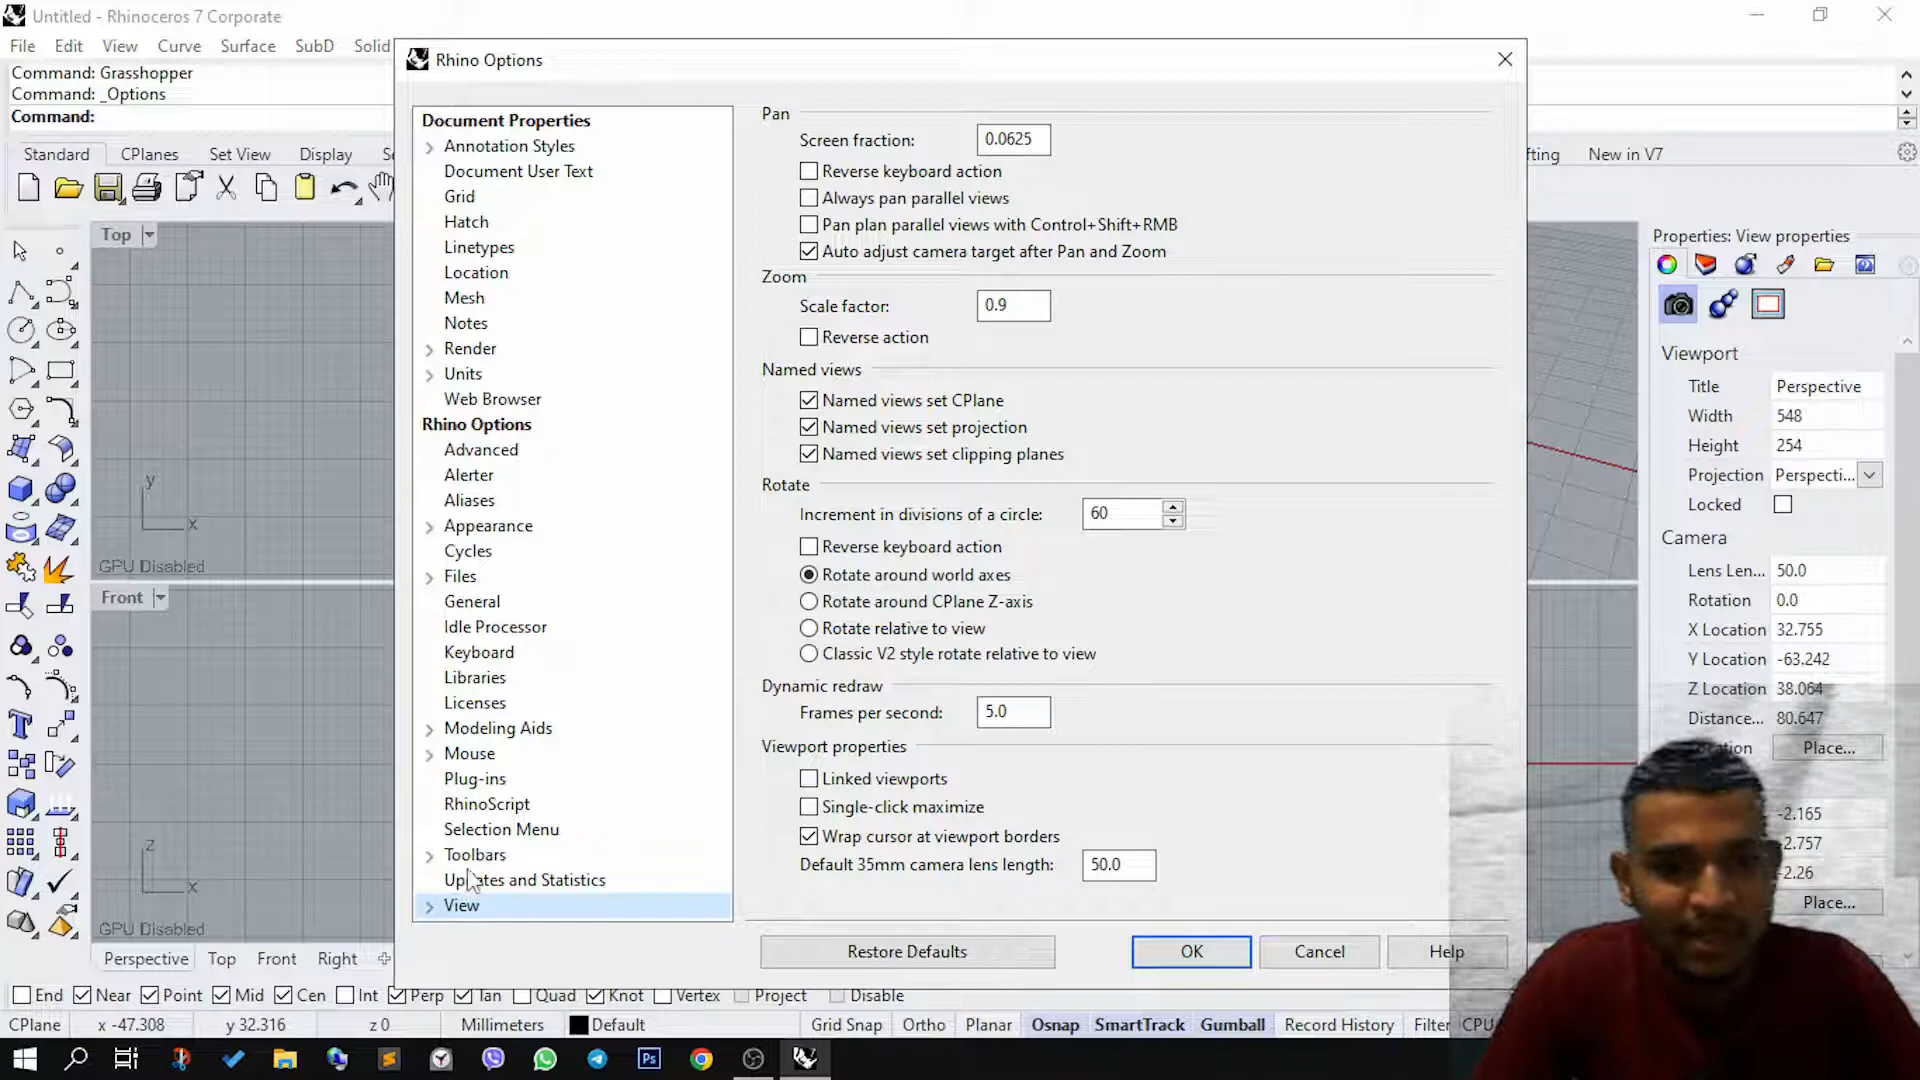 Untitled - Rhinoceros 7 Corporate
File Edit View Curve Surface SubD Solid
Command: Grasshopper
Command: _Options
Command:
Standard CPlanes Set View Display
New in V7
Top
y
x
GPU Disabled
Front
z
x
GPU Disabled
Perspective Top Front Right
Rhino Options
Document Properties
Annotation Styles
Document User Text
Grid
Hatch
Linetypes
Location
Mesh
Notes
Render
Units
Web Browser
Rhino Options
Advanced
Alerter
Aliases
Appearance
Cycles
Files
General
Idle Processor
Keyboard
Libraries
Licenses
Modeling Aids
Mouse
Plug-ins
RhinoScript
Selection Menu
Toolbars
Updates and Statistics
View
Pan
Screen fraction: 0.0625
Reverse keyboard action
Always pan parallel views
Pan plan parallel views with Control+Shift+RMB
Auto adjust camera target after Pan and Zoom
Zoom
Scale factor: 0.9
Reverse action
Named views
Named views set CPlane
Named views set projection
Named views set clipping planes
Rotate
Increment in divisions of a circle: 60
Reverse keyboard action
Rotate around world axes
Rotate around CPlane Z-axis
Rotate relative to view
Classic V2 style rotate relative to view
Dynamic redraw
Frames per second: 5.0
Viewport properties
Linked viewports
Single-click maximize
Wrap cursor at viewport borders
Default 35mm camera lens length: 50.0
Restore Defaults OK Cancel Help
Properties: View properties
Viewport
Title Perspective
Width 548
Height 254
Projection Perspecti...
Locked
Camera
Lens Len... 50.0
Rotation 0.0
X Location 32.755
Y Location -63.242
Z Location 38.064
Distance... 80.647
Place...
-2.165
-2.757
-2.26
Place...
End Near Point Mid Cen Int Perp Tan Quad Knot Vertex Project Disable
CPlane x -47.308 y 32.316 z 0 Millimeters Default Grid Snap Ortho Planar Osnap SmartTrack Gumball Record History Filter CPU
Ps